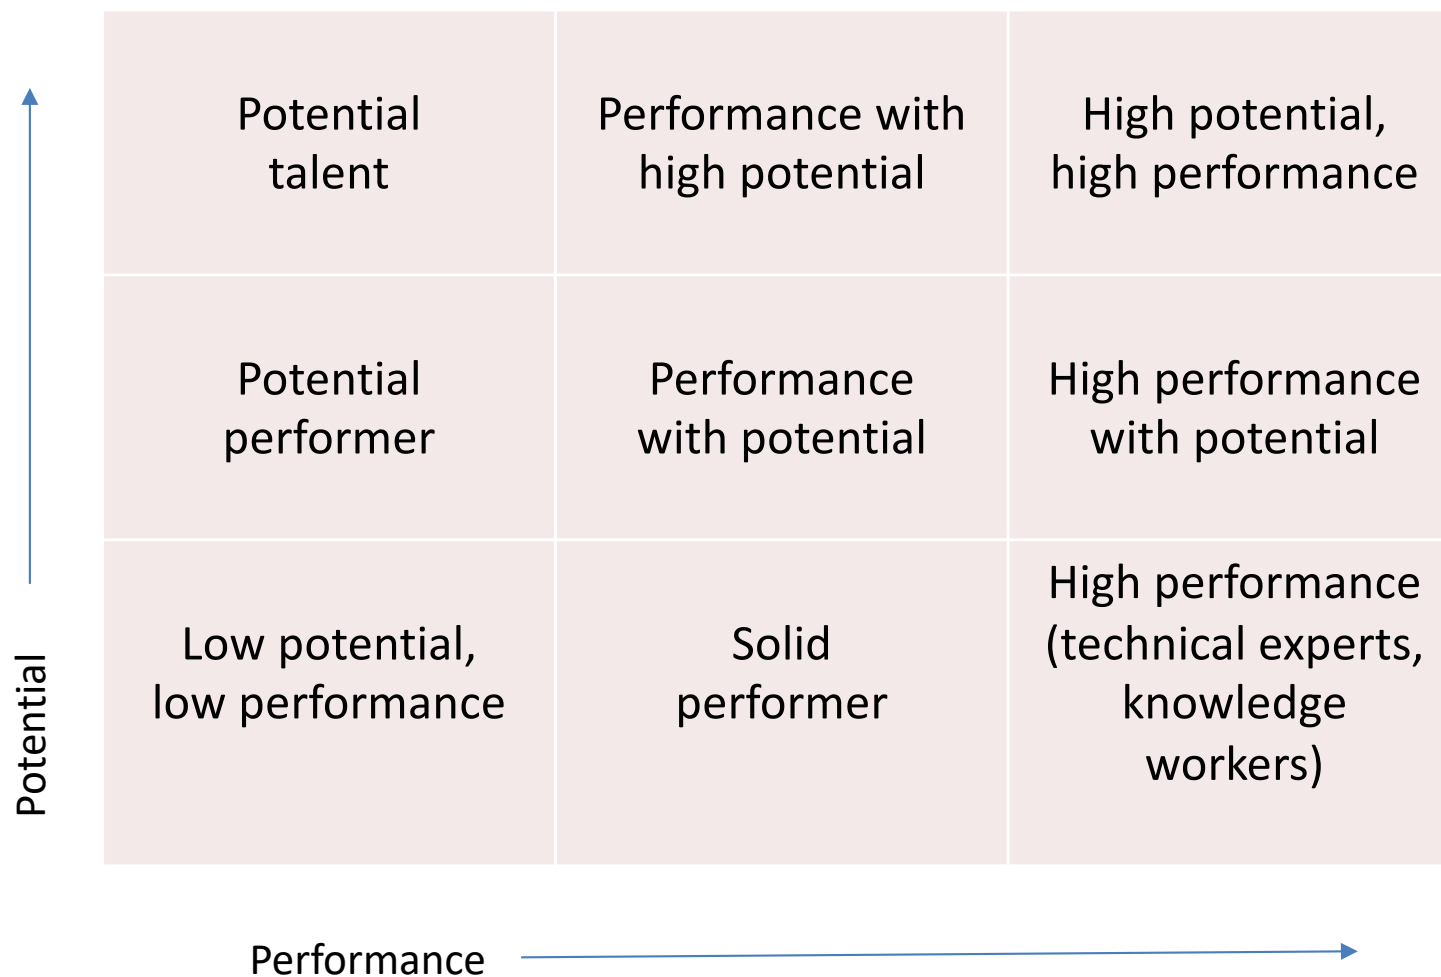 Potential
talent
Performance with
high potential
High potential,
high performance
Potential
performer
Performance
with potential
High performance
with potential
Low potential,
low performance
Solid
performer
High performance
(technical experts,
knowledge
workers)
Potential
Performance